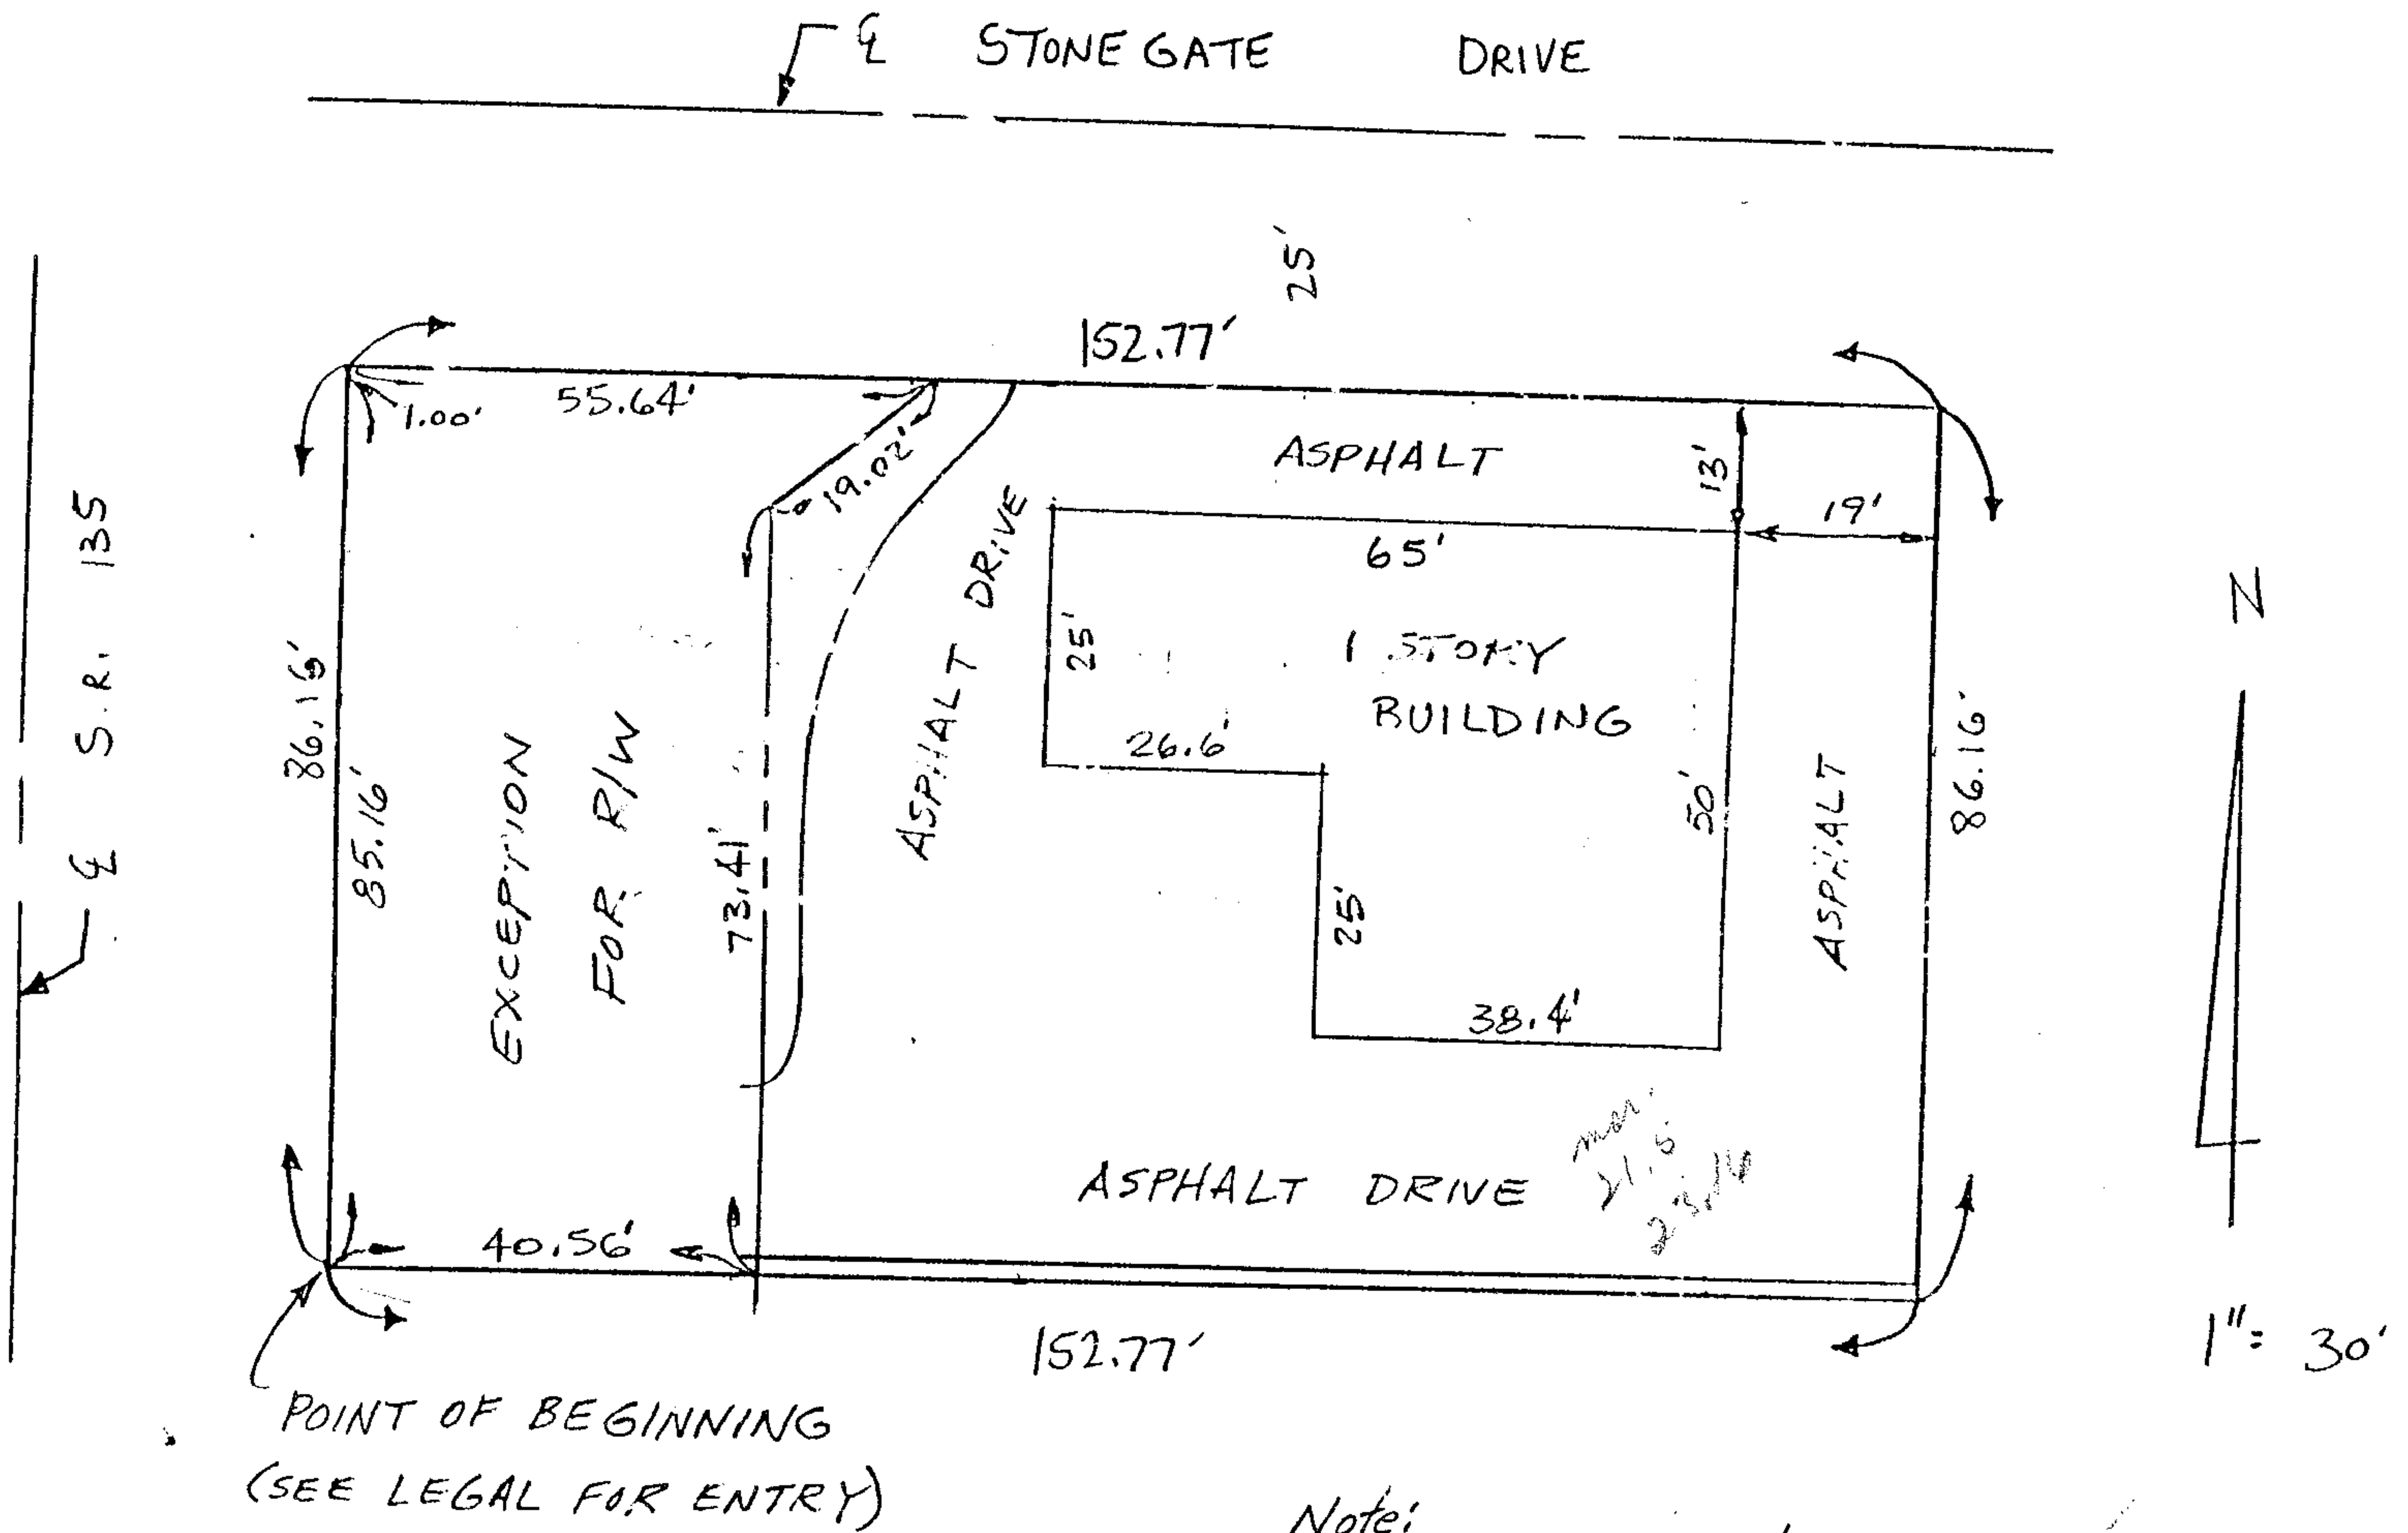 ℄ STONE GATE DRIVE
25'
152.77'
55.64'
1.00'
19.02'
ASPHALT
13'
19'
65'
ASPHALT DRIVE
25'
1 STORY
BUILDING
26.6'
50'
25'
38.4'
ASPHALT
86.16'
86.16'
85.16'
EXCEPTION
FOR R/W
73.41'
℄ S.R. 135
N
ASPHALT DRIVE
40.56'
152.77'
1" = 30'
POINT OF BEGINNING
(SEE LEGAL FOR ENTRY)
Note: